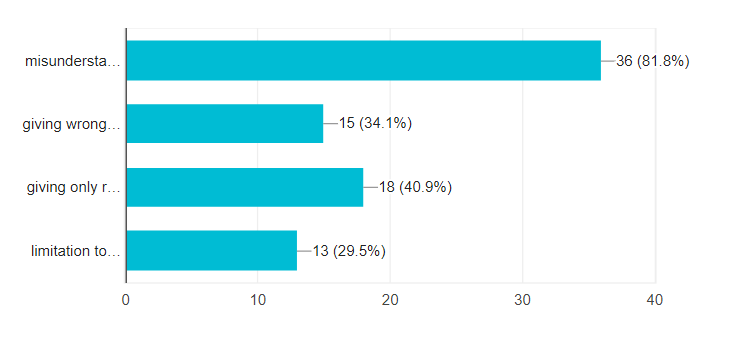 misundersta…
36 (81.8%)
giving wrong…
15 (34.1%)
giving only r…
18 (40.9%)
limitation to…
13 (29.5%)
0 10 20 30 40